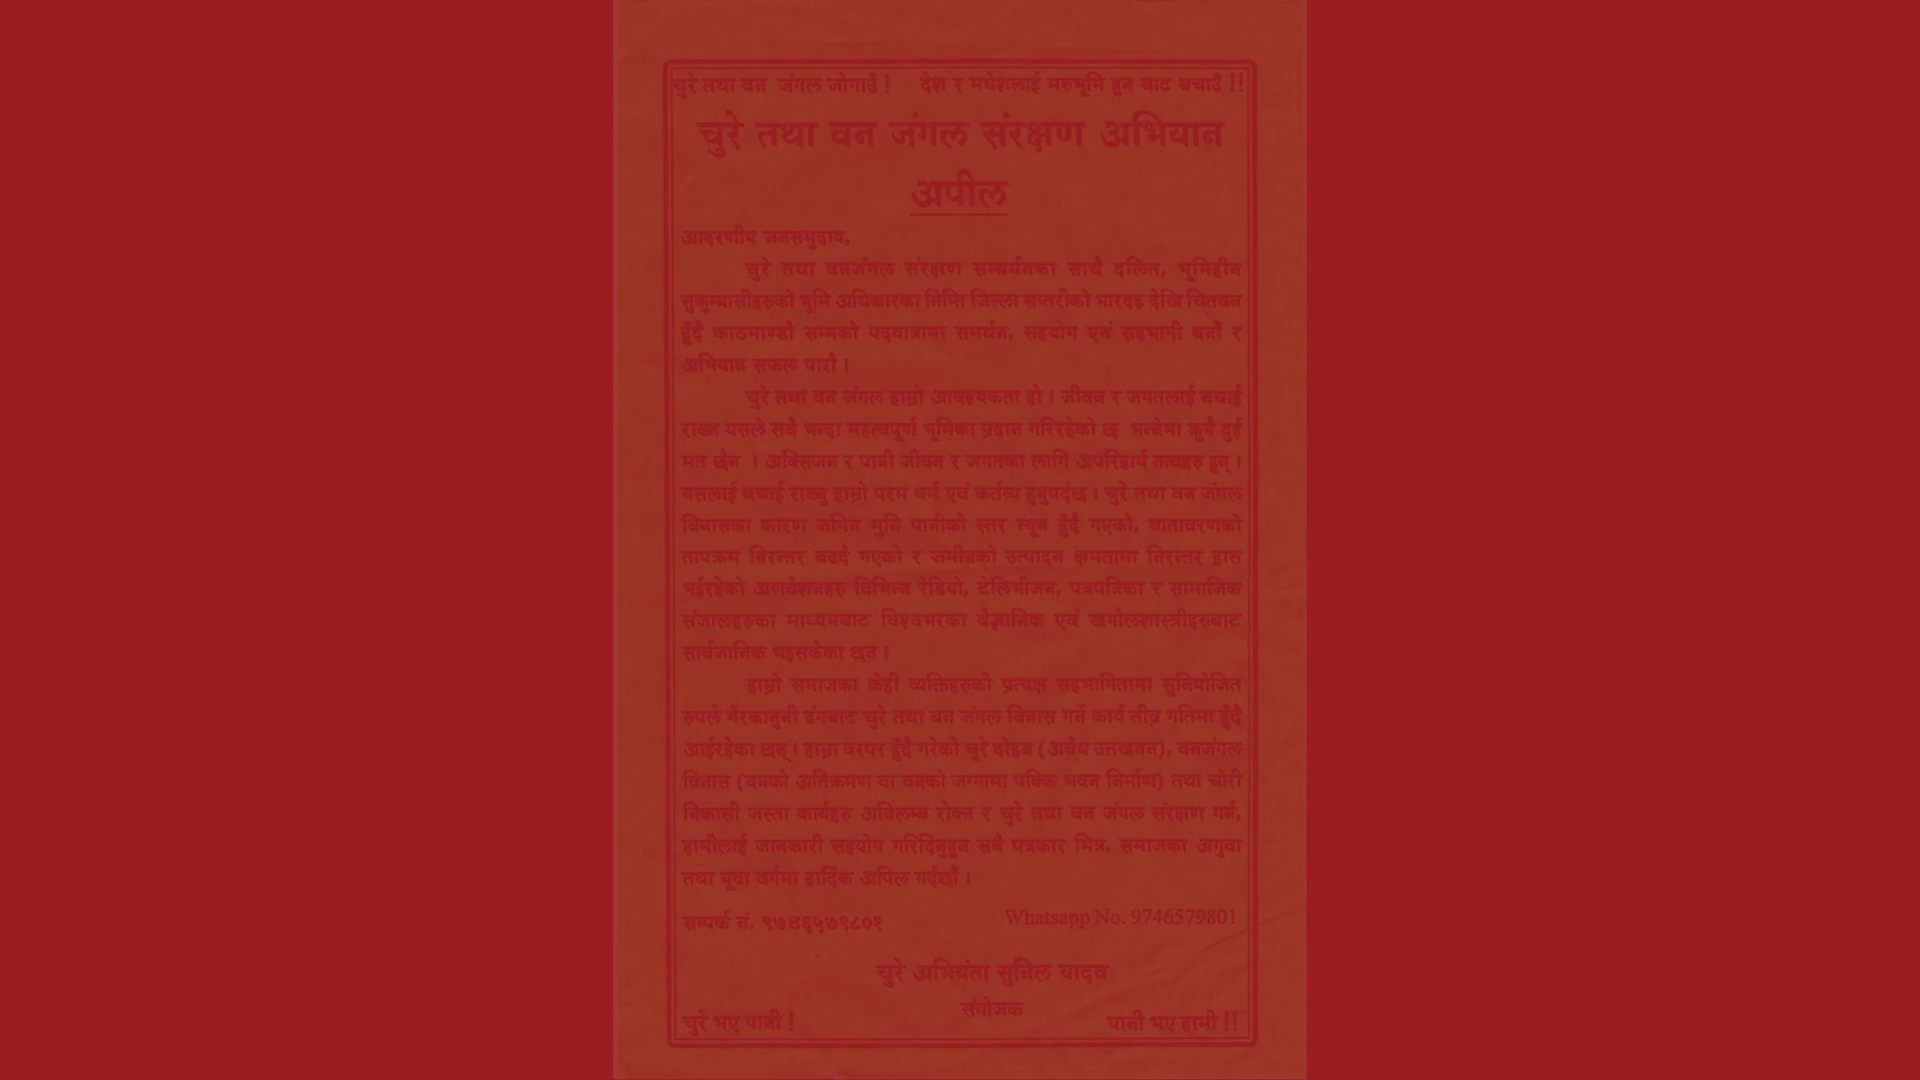 चुरे तथा वन जंगल जोगाउँ ! देश र मधेशलाई मरुभूमि हुन बाट बचाउँ !!
चुरे तथा वन जंगल संरक्षण अभियान
अपील
आदरणीय जनसमुदाय,
चुरे तथा वनजंगल संरक्षण सम्बर्धनका साथै दलित, भूमिहीन
सुकुम्बासीहरुको भूमि अधिकारका निम्ति जिल्ला सप्तरीको भारदह देखि चितवन
हुँदै काठमाण्डौ सम्मको पदयात्रामा समर्थन, सहयोग एवं सहभागी बनौं र
अभियान सफल पारौ ।
चुरे तथा वन जंगल हाम्रो आवश्यकता हो । जीवन र जगतलाई बचाई
राख्न यसले सबै भन्दा महत्वपूर्ण भूमिका प्रदान गरिरहेको छ भन्नेमा कुनै दुई
मत छैन । अक्सिजन र पानी जीवन र जगतका लागि अपरिहार्य तत्वहरु हुन् ।
यसलाई बचाई राख्नु हाम्रो परम धर्म एवं कर्तव्य हुनुपर्दछ । चुरे तथा वन जंगल
विनासका कारण जमिन मुनि पानीको स्तर न्यून हुँदै गएको, वातावरणको
तापक्रम निरन्तर बढदै गएको र जमीनको उत्पादन क्षमतामा निरन्तर ह्रास
भईरहेको अणवेशनहरु विभिन्न रेडियो, टेलिभीजन, पत्रपत्रिका र सामाजिक
संजालहरुका माध्यमबाट विश्वभरका बैज्ञानिक एवं खगोलशास्त्रीहरुबाट
सार्वजानिक भइसकेका छन ।
हाम्रो समाजका केही व्यक्तिहरुको प्रत्यक्ष सहभागितामा सुनियोजित
रुपले गैरकानुनी ढंगबाट चुरे तथा बन जंगल विनास गर्ने कार्य तीव्र गतिमा हुँदै
आईरहेका छन् । हाम्रा वरपर हुँदै गरेको चुरे दोहन (अबैध उतखनन), वनजंगल
विनास (वनको अतिक्रमण वा वनको जग्गामा पक्कि भवन निर्माण) तथा चोरी
निकासी जस्ता कार्यहरु अविलम्ब रोक्न र चुरे तथा वन जंगल संरक्षण गर्न,
हामीलाई जानकारी सहयोग गरिदिनुहुन सबै पत्रकार मित्र, समाजका अगुवा
तथा यूवा वर्गमा हार्दिक अपिल गर्दछौं ।
सम्पर्क नं. ९७४६५७९८०१ Whatsapp No. 9746579801
चुरे अभियंता सुनिल यादव
संयोजक
चुरे भए पानी ! पानी भए हामी !!